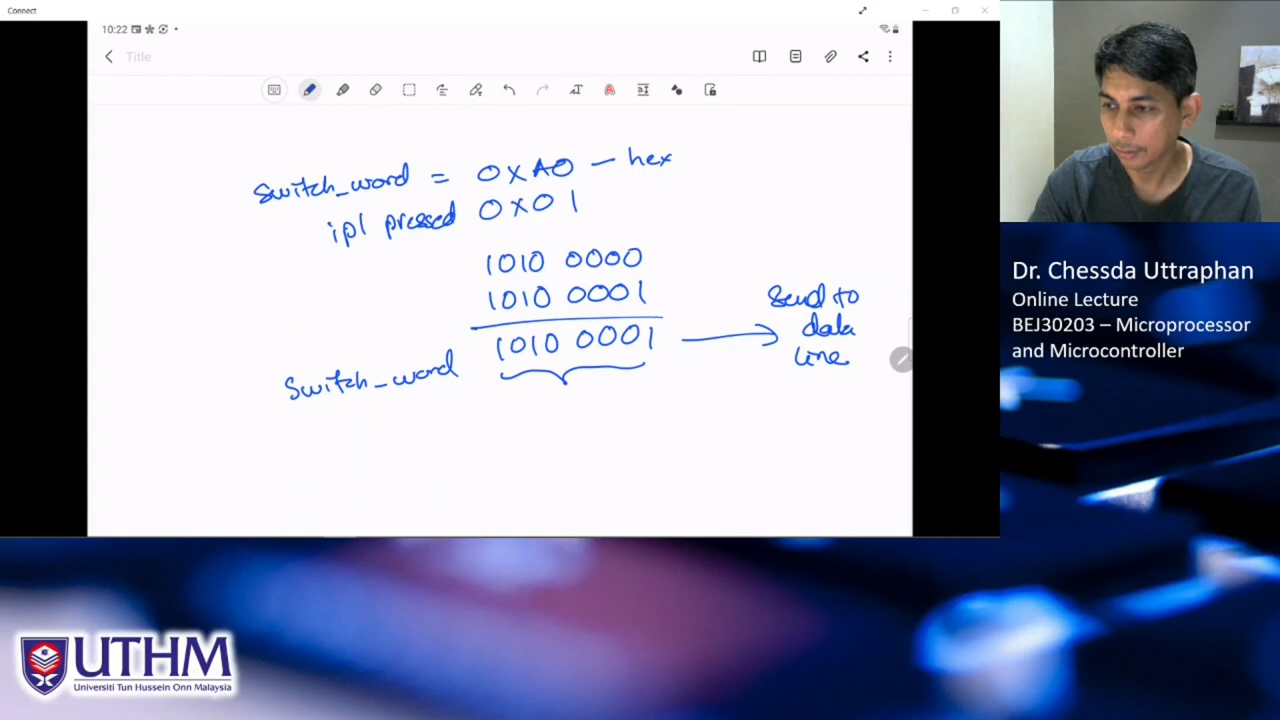 Connect
10:22
Title
switch_word = 0xA0 — hex
ip1 pressed 0x01
1010 0000
1010 0001
switch_word 1010 0001
send to
data
line
Dr. Chessda Uttraphan
Online Lecture
BEJ30203 – Microprocessor
and Microcontroller
UTHM
Universiti Tun Hussein Onn Malaysia